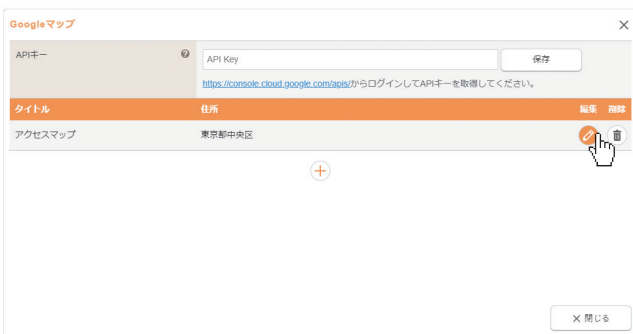 Googleマップ
APIキー
API Key
保存
https://console.cloud.google.com/apis/からログインしてAPIキーを取得してください。
タイトル 住所 編集 削除
アクセスマップ 東京都中央区
× 閉じる